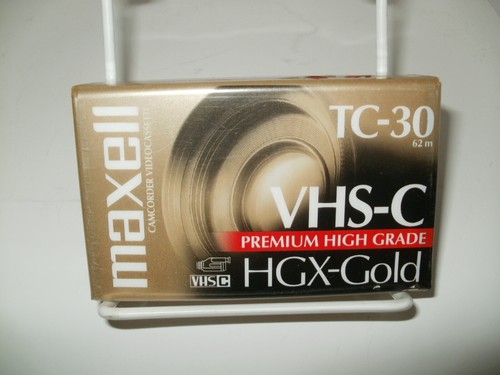 maxell
CAMCORDER VIDEOCASSETTE
TC-30
62 m
VHS-C
PREMIUM HIGH GRADE
VHS C
HGX-Gold